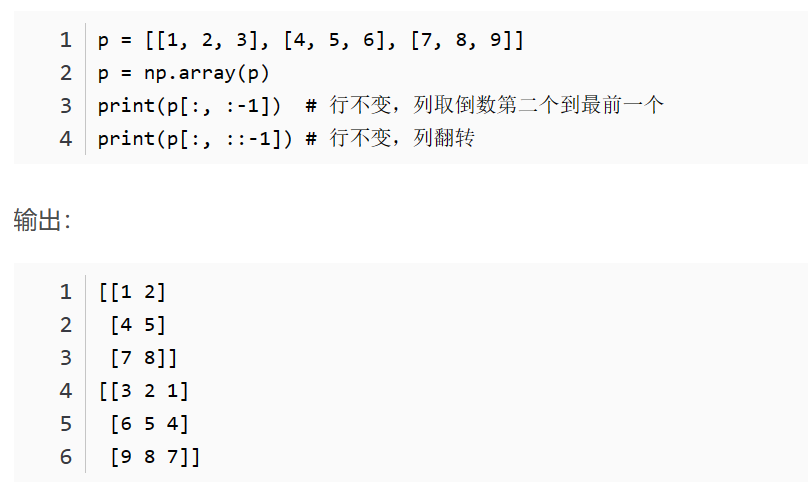 1 p = [[1, 2, 3], [4, 5, 6], [7, 8, 9]]
2 p = np.array(p)
3 print(p[:, :-1])  # 行不变，列取倒数第二个到最前一个
4 print(p[:, ::-1]) # 行不变，列翻转
输出：
1 [[1 2]
2  [4 5]
3  [7 8]]
4 [[3 2 1]
5  [6 5 4]
6  [9 8 7]]